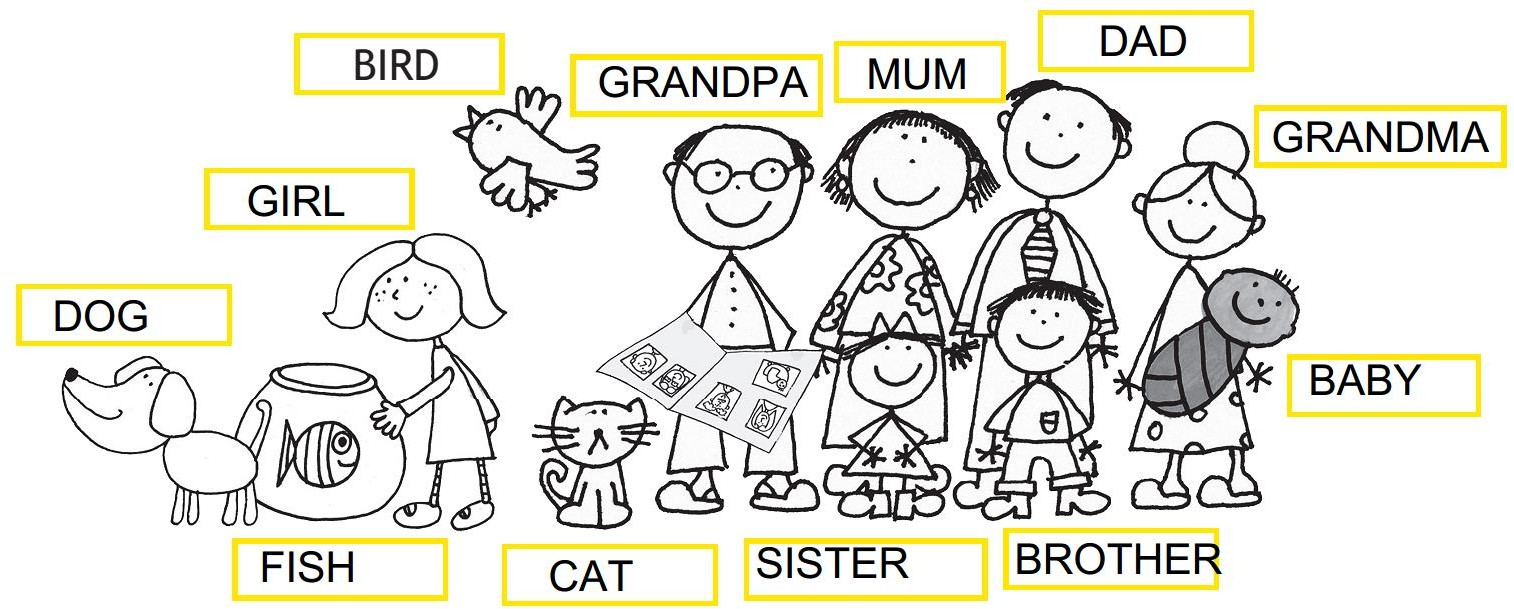 BIRD
GRANDPA
MUM
DAD
GRANDMA
GIRL
DOG
BABY
FISH
CAT
SISTER
BROTHER